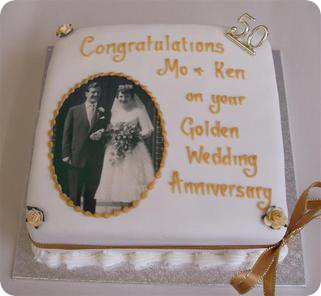 50
Congratulations
Mo + Ken
on your
Golden
Wedding
Anniversary